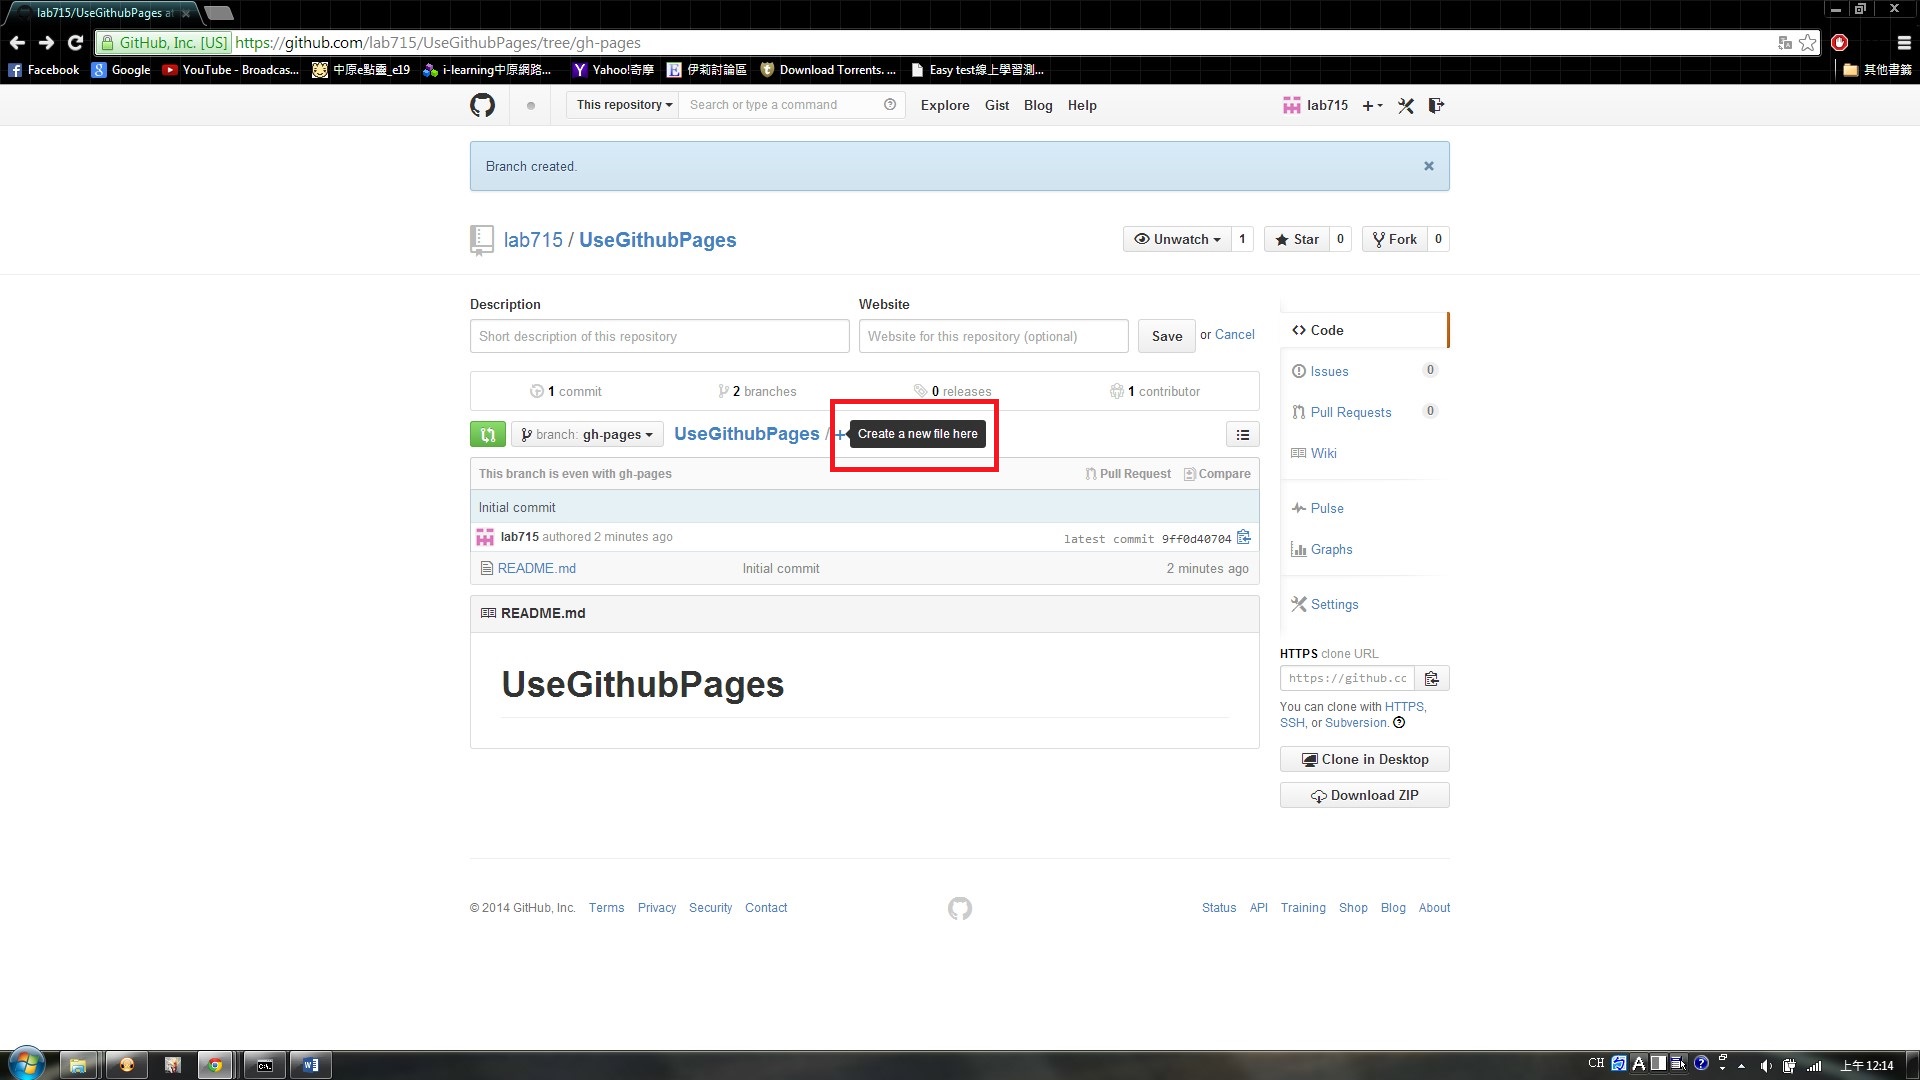 lab715/UseGithubPages at
GitHub, Inc. [US] https://github.com/lab715/UseGithubPages/tree/gh-pages
Facebook Google YouTube - Broadcas... 中原e點靈_e19 i-learning中原網路... Yahoo!奇摩 伊莉討論區 Download Torrents. ... Easy test線上學習測... 其他書籤
This repository Search or type a command Explore Gist Blog Help lab715
Branch created.
lab715 / UseGithubPages Unwatch 1 Star 0 Fork 0
Description Website
Short description of this repository Website for this repository (optional) Save or Cancel
Code
Issues 0
Pull Requests 0
Wiki
Pulse
Graphs
Settings
1 commit 2 branches 0 releases 1 contributor
branch: gh-pages UseGithubPages / + Create a new file here
This branch is even with gh-pages Pull Request Compare
Initial commit
lab715 authored 2 minutes ago latest commit 9ff0d40704
README.md Initial commit 2 minutes ago
README.md
UseGithubPages
HTTPS clone URL
https://github.cc
You can clone with HTTPS,
SSH, or Subversion.
Clone in Desktop
Download ZIP
© 2014 GitHub, Inc. Terms Privacy Security Contact Status API Training Shop Blog About
CH 上午 12:14